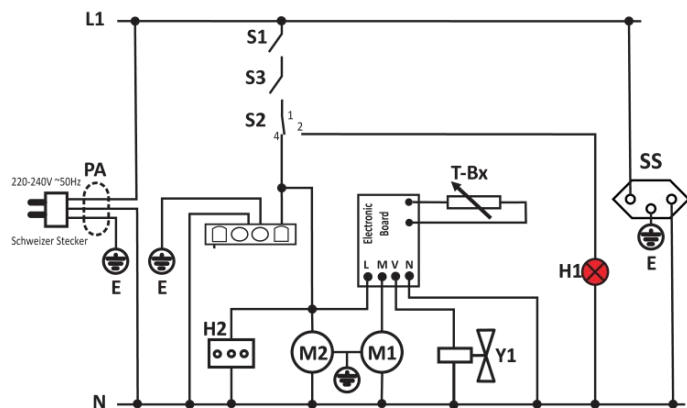 L1
S1
S3
S2
1
4
2
220-240V ~50Hz
PA
T-Bx
SS
Schweizer Stecker
Electronic
Board
E
E
E
L M V N
H1
H2
M2
M1
Y1
N